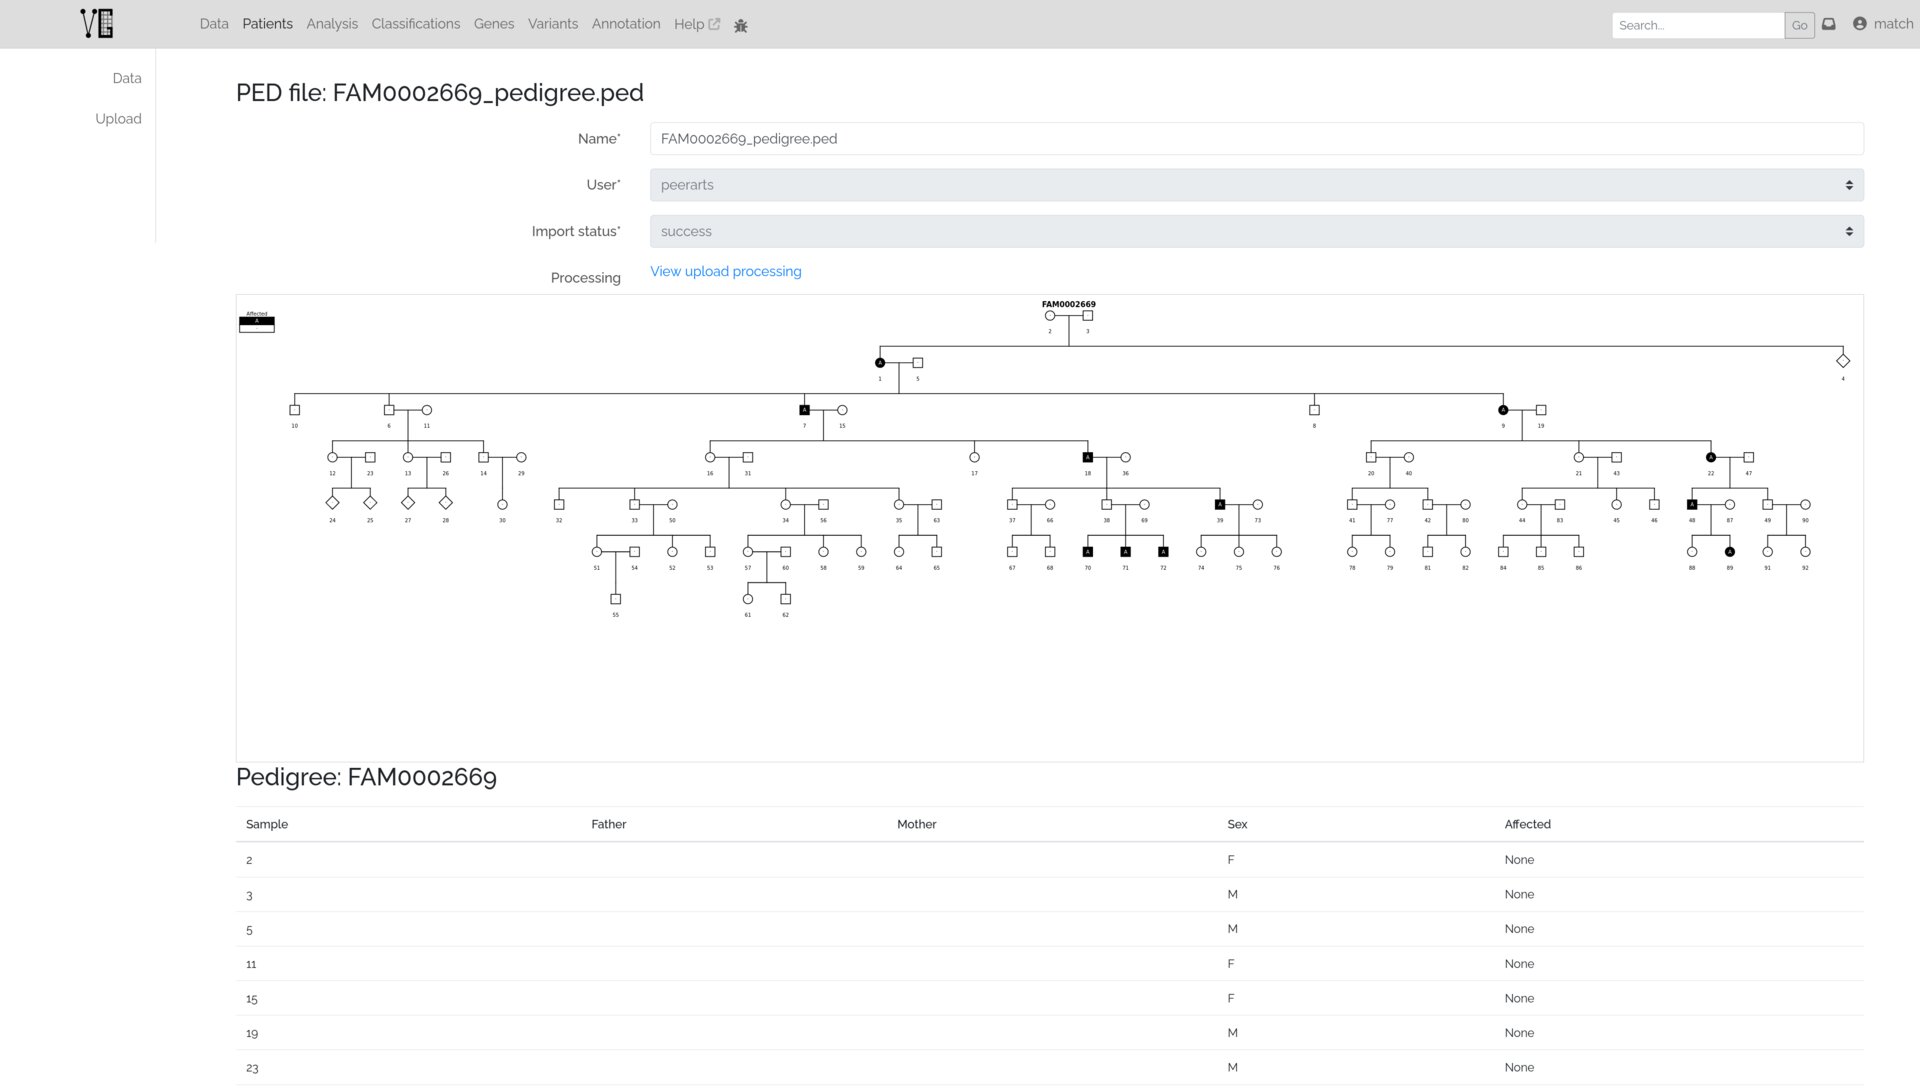 VG
Data Patients Analysis Classifications Genes Variants Annotation Help Search... Go match
Data
Upload
PED file: FAM0002669_pedigree.ped
Name* FAM0002669_pedigree.ped
User* peerarts
Import status* success
Processing View upload processing
FAM0002669
Affected
A
2 3
A
1 5 4
A A
10 6 11 7 15 8 9 19
A A
12 23 13 26 14 29 16 31 17 18 36 20 40 21 43 22 47
A A
24 25 27 28 30 32 33 50 34 56 35 63 37 66 38 69 39 73 41 77 42 80 44 83 45 46 48 87 49 90
A A A A
51 54 52 53 57 60 58 59 64 65 67 68 70 71 72 74 75 76 78 79 81 82 84 85 86 88 89 91 92
55 61 62
Pedigree: FAM0002669
Sample Father Mother Sex Affected
2 F None
3 M None
5 M None
11 F None
15 F None
19 M None
23 M None